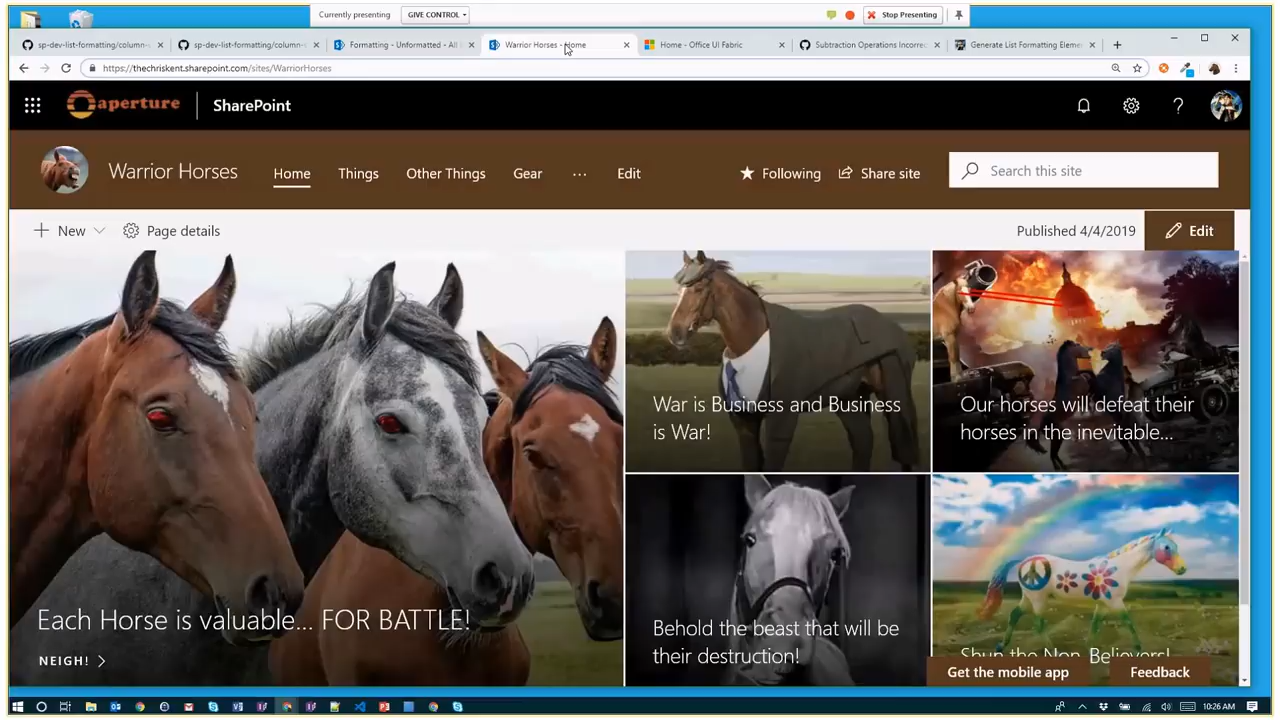 Currently presenting
GIVE CONTROL
Stop Presenting
sp-dev-list-formatting/column-
sp-dev-list-formatting/column-
Formatting - Unformatted - All
Warrior Horses - Home
Home - Office UI Fabric
Subtraction Operations Incorrec
Generate List Formatting Eleme
https://thechriskent.sharepoint.com/sites/WarriorHorses
aperture
SharePoint
Warrior Horses
Home
Things
Other Things
Gear
...
Edit
Following
Share site
Search this site
New
Page details
Published 4/4/2019
Edit
War is Business and Business
is War!
Our horses will defeat their
horses in the inevitable...
Each Horse is valuable... FOR BATTLE!
NEIGH!
Behold the beast that will be
their destruction!
Shun the Non-Believers!
Get the mobile app
Feedback
10:26 AM